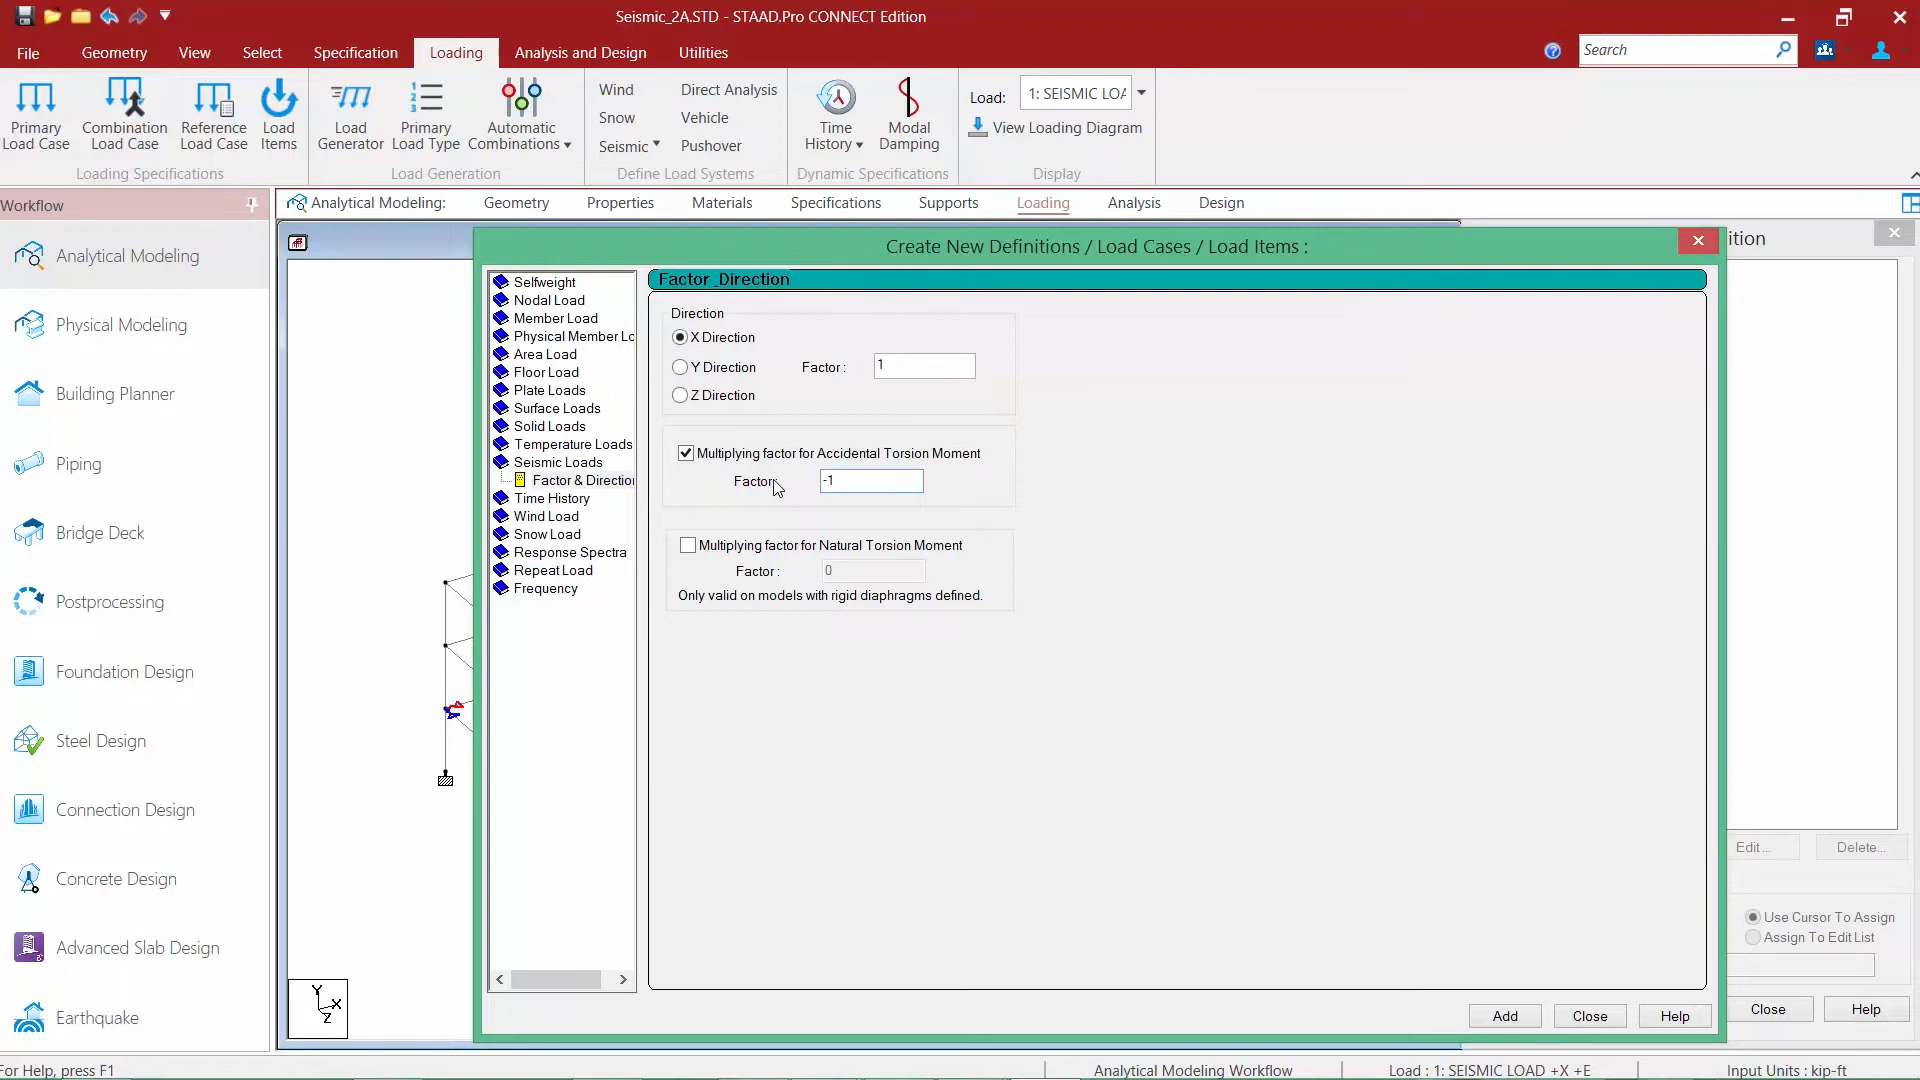 Seismic_2A.STD - STAAD.Pro CONNECT Edition
File
Geometry
View
Select
Specification
Loading
Analysis and Design
Utilities
Search
Primary Load Case
Combination Load Case
Reference Load Case
Load Items
Loading Specifications
Load Generator
Primary Load Type
Automatic Combinations
Load Generation
Wind
Snow
Seismic
Direct Analysis
Vehicle
Pushover
Define Load Systems
Time History
Modal Damping
Dynamic Specifications
Load:
1: SEISMIC LOA
View Loading Diagram
Display
Workflow
Analytical Modeling:
Geometry
Properties
Materials
Specifications
Supports
Loading
Analysis
Design
Analytical Modeling
Physical Modeling
Building Planner
Piping
Bridge Deck
Postprocessing
Foundation Design
Steel Design
Connection Design
Concrete Design
Advanced Slab Design
Earthquake
Create New Definitions / Load Cases / Load Items :
Selfweight
Nodal Load
Member Load
Physical Member Lo
Area Load
Floor Load
Plate Loads
Surface Loads
Solid Loads
Temperature Loads
Seismic Loads
Factor & Direction
Time History
Wind Load
Snow Load
Response Spectra
Repeat Load
Frequency
Factor _Direction
Direction
X Direction
Y Direction
Factor :
1
Z Direction
Multiplying factor for Accidental Torsion Moment
Factor :
-1
Multiplying factor for Natural Torsion Moment
Factor :
0
Only valid on models with rigid diaphragms defined.
Add
Close
Help
ition
Edit...
Delete...
Use Cursor To Assign
Assign To Edit List
Close
Help
Y
X
Z
For Help, press F1
Analytical Modeling Workflow
Load : 1: SEISMIC LOAD +X +E
Input Units : kip-ft